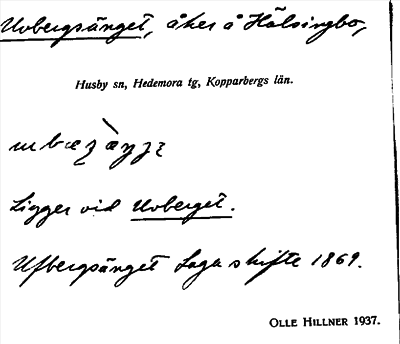 Uvbergsänget, åker å Hälsingbo,
Husby sn, Hedemora tg, Kopparbergs län.
Ligger vid Uvberget.
Ufbergsänget Laga skifte 1869.
OLLE HILLNER 1937.